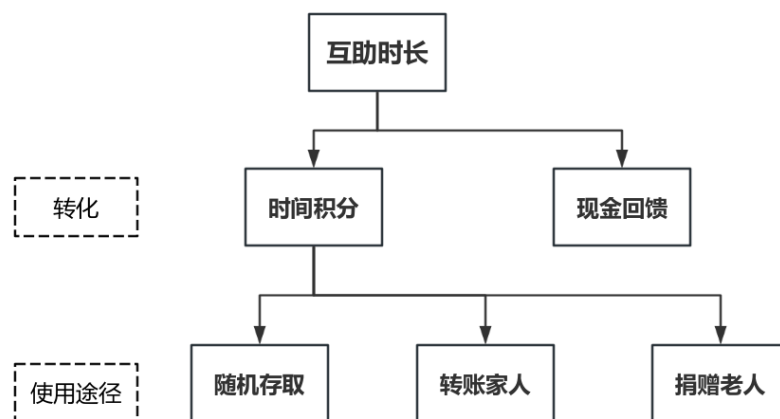 互助时长
转化
时间积分
现金回馈
使用途径
随机存取
转账家人
捐赠老人